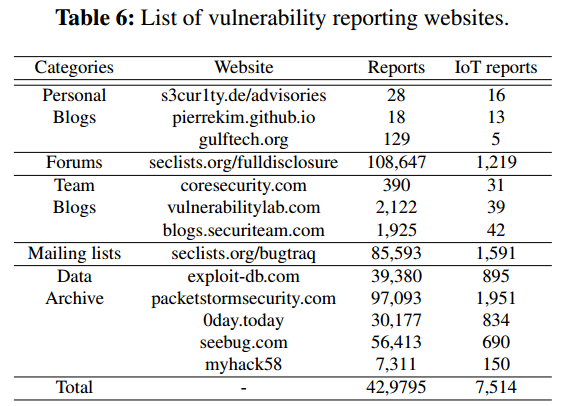 Table 6: List of vulnerability reporting websites.
Categories Website Reports IoT reports
Personal s3cur1ty.de/advisories 28 16
Blogs pierrekim.github.io 18 13
gulftech.org 129 5
Forums seclists.org/fulldisclosure 108,647 1,219
Team coresecurity.com 390 31
Blogs vulnerabilitylab.com 2,122 39
blogs.securiteam.com 1,925 42
Mailing lists seclists.org/bugtraq 85,593 1,591
Data exploit-db.com 39,380 895
Archive packetstormsecurity.com 97,093 1,951
0day.today 30,177 834
seebug.com 56,413 690
myhack58 7,311 150
Total - 42,9795 7,514